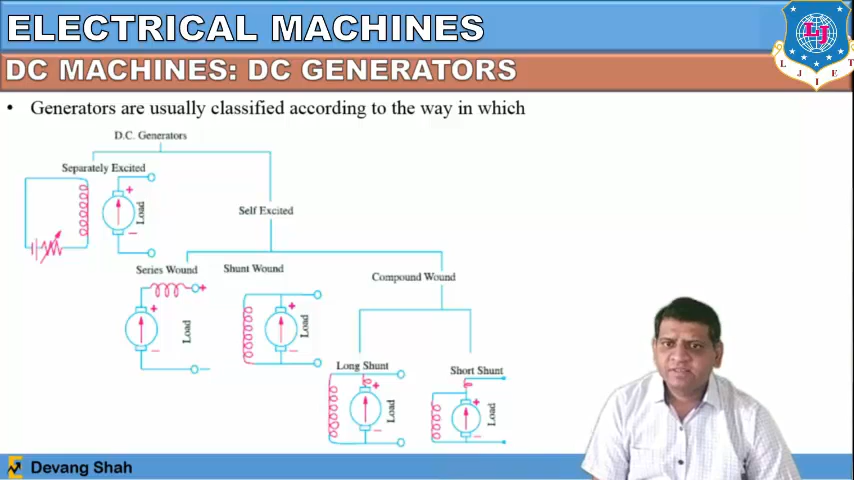 ELECTRICAL MACHINES
LJ
L J I E T
DC MACHINES: DC GENERATORS
• Generators are usually classified according to the way in which
D.C. Generators
Separately Excited
+
Load
−
Self Excited
Series Wound
Shunt Wound
Compound Wound
+
+
Load
−
+
Load
−
Long Shunt
Short Shunt
+
Load
−
+
Load
−
Devang Shah